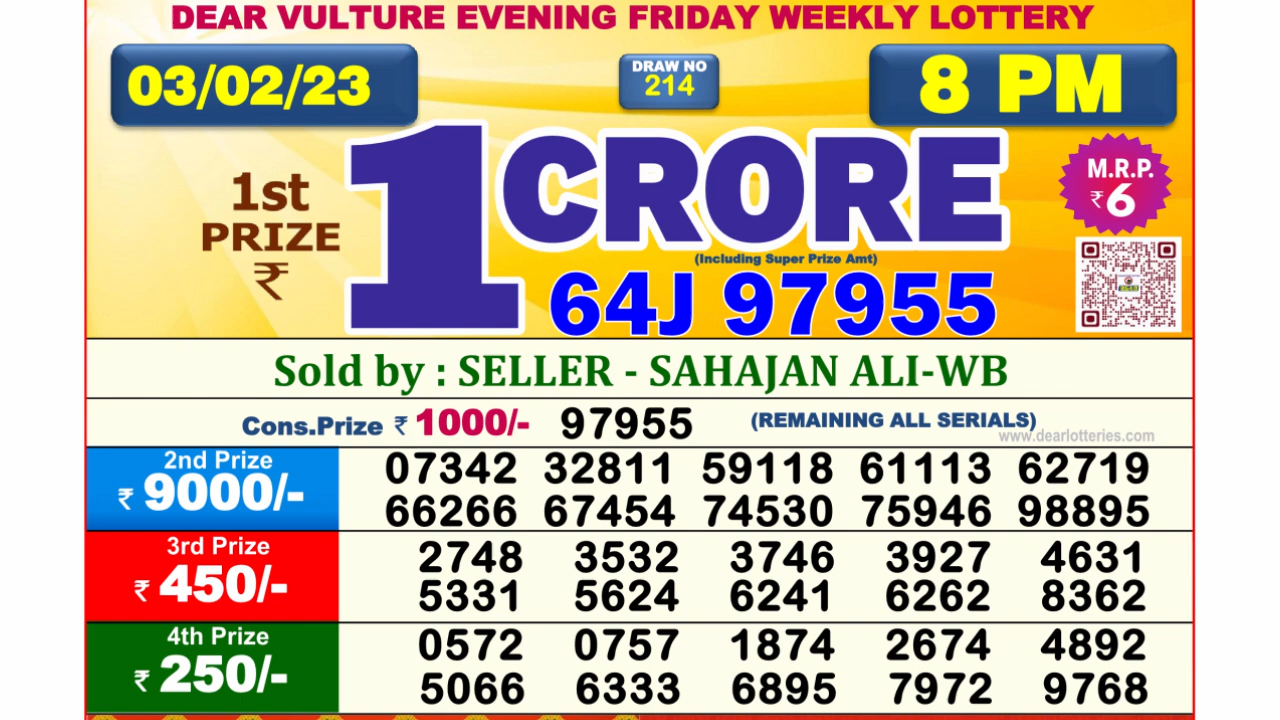 DEAR VULTURE EVENING FRIDAY WEEKLY LOTTERY
03/02/23
DRAW NO
214
8 PM
1st
PRIZE
₹
1 CRORE
(Including Super Prize Amt)
64J 97955
M.R.P.
₹ 6
Sold by : SELLER - SAHAJAN ALI-WB
Cons.Prize ₹ 1000/- 97955 (REMAINING ALL SERIALS)
www.dearlotteries.com
2nd Prize
₹ 9000/-
07342 32811 59118 61113 62719
66266 67454 74530 75946 98895
3rd Prize
₹ 450/-
2748 3532 3746 3927 4631
5331 5624 6241 6262 8362
4th Prize
₹ 250/-
0572 0757 1874 2674 4892
5066 6333 6895 7972 9768